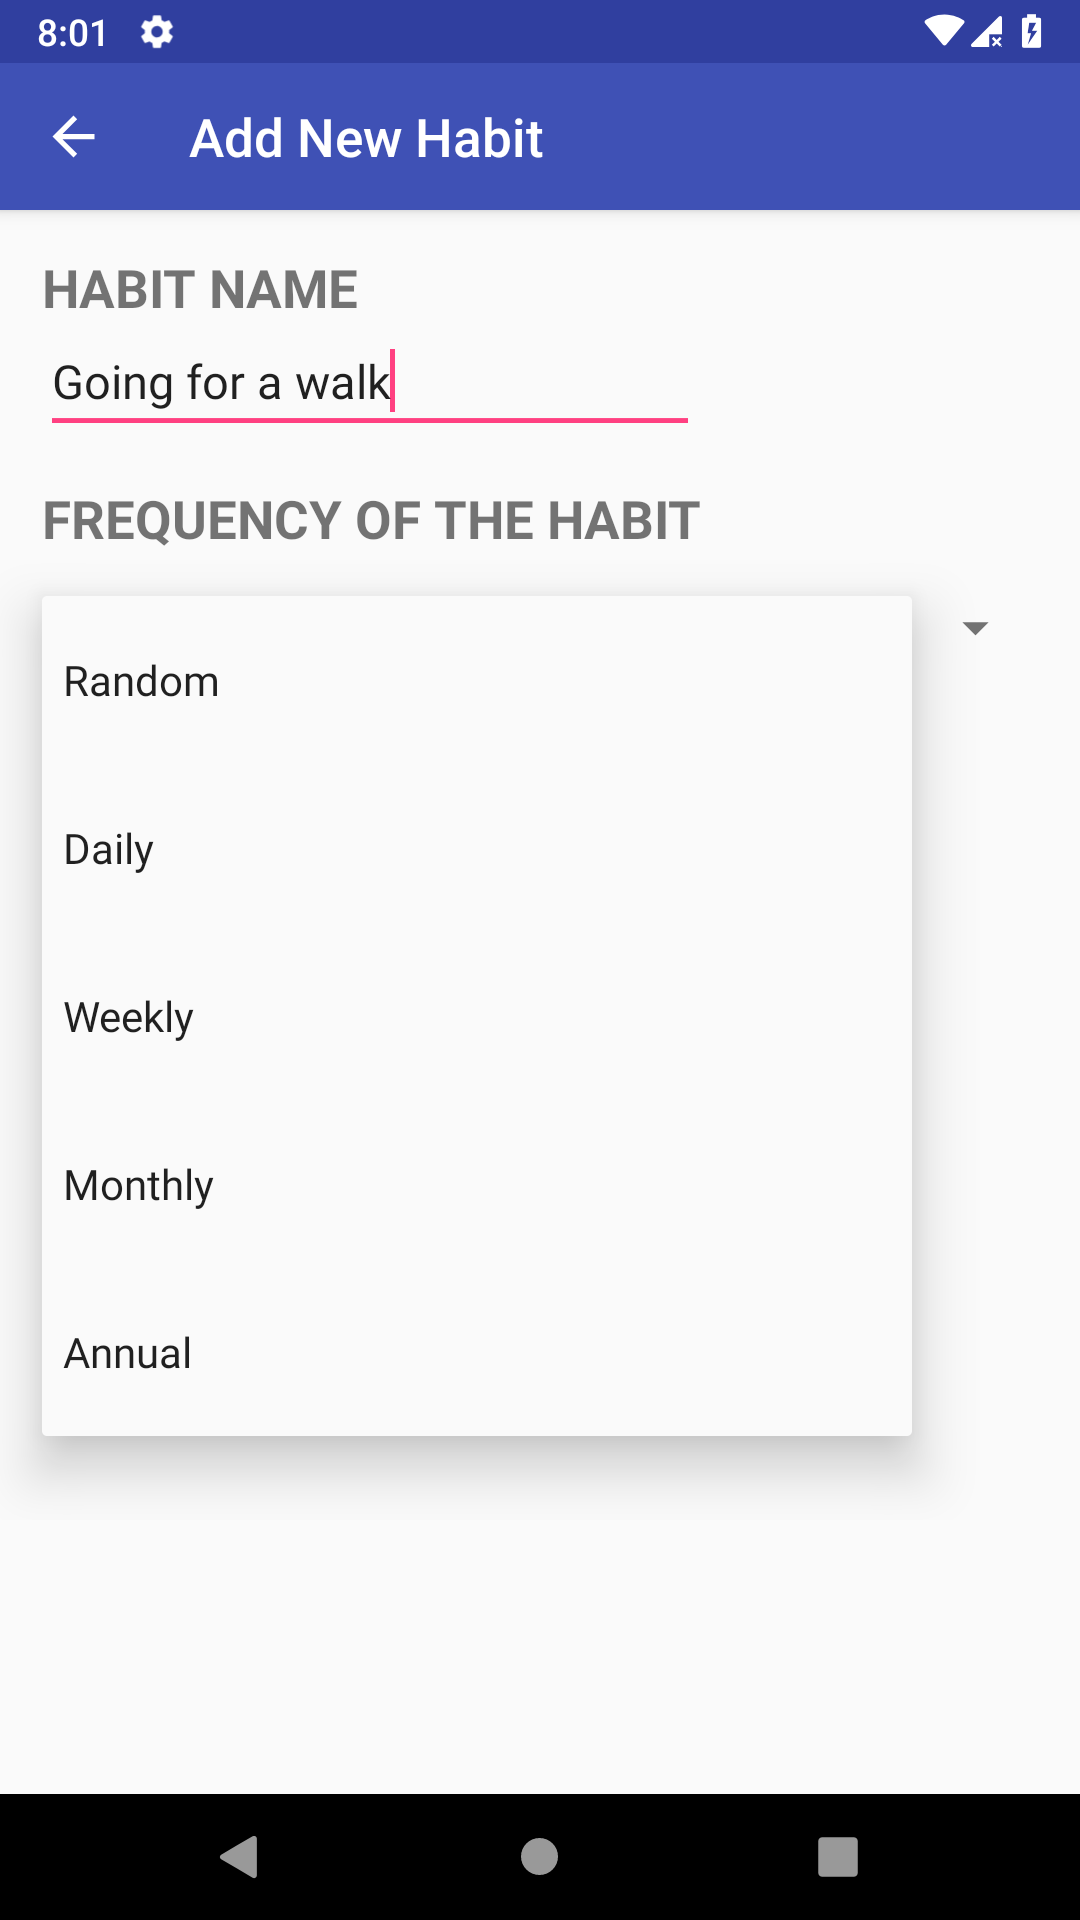 8:01
Add New Habit
HABIT NAME
Going for a walk
FREQUENCY OF THE HABIT
Random
Daily
Weekly
Monthly
Annual